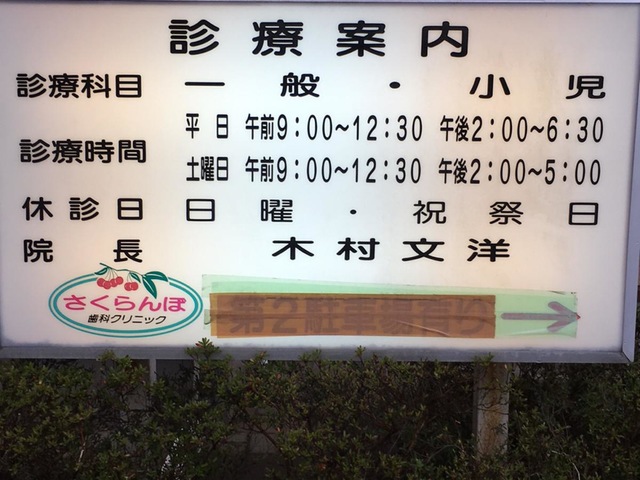 診療案内
診療科目 一般・小児
診療時間 平日 午前9:00~12:30 午後2:00~6:30
土曜日 午前9:00~12:30 午後2:00~5:00
休診日 日曜・祝祭日
院長 木村文洋
さくらんぼ
歯科クリニック
第2駐車場